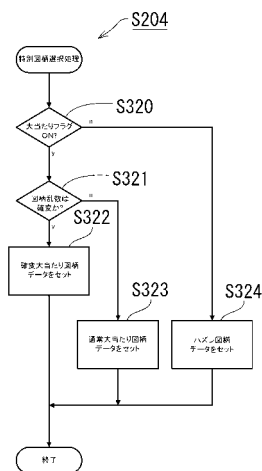 S204
特別図柄選択処理
S320
大当たりフラグ
ON?
N
y
S321
図柄乱数は
確変か?
N
y
S322
確変大当たり図柄
データをセット
S323
通常大当たり図柄
データをセット
S324
ハズレ図柄
データをセット
終了